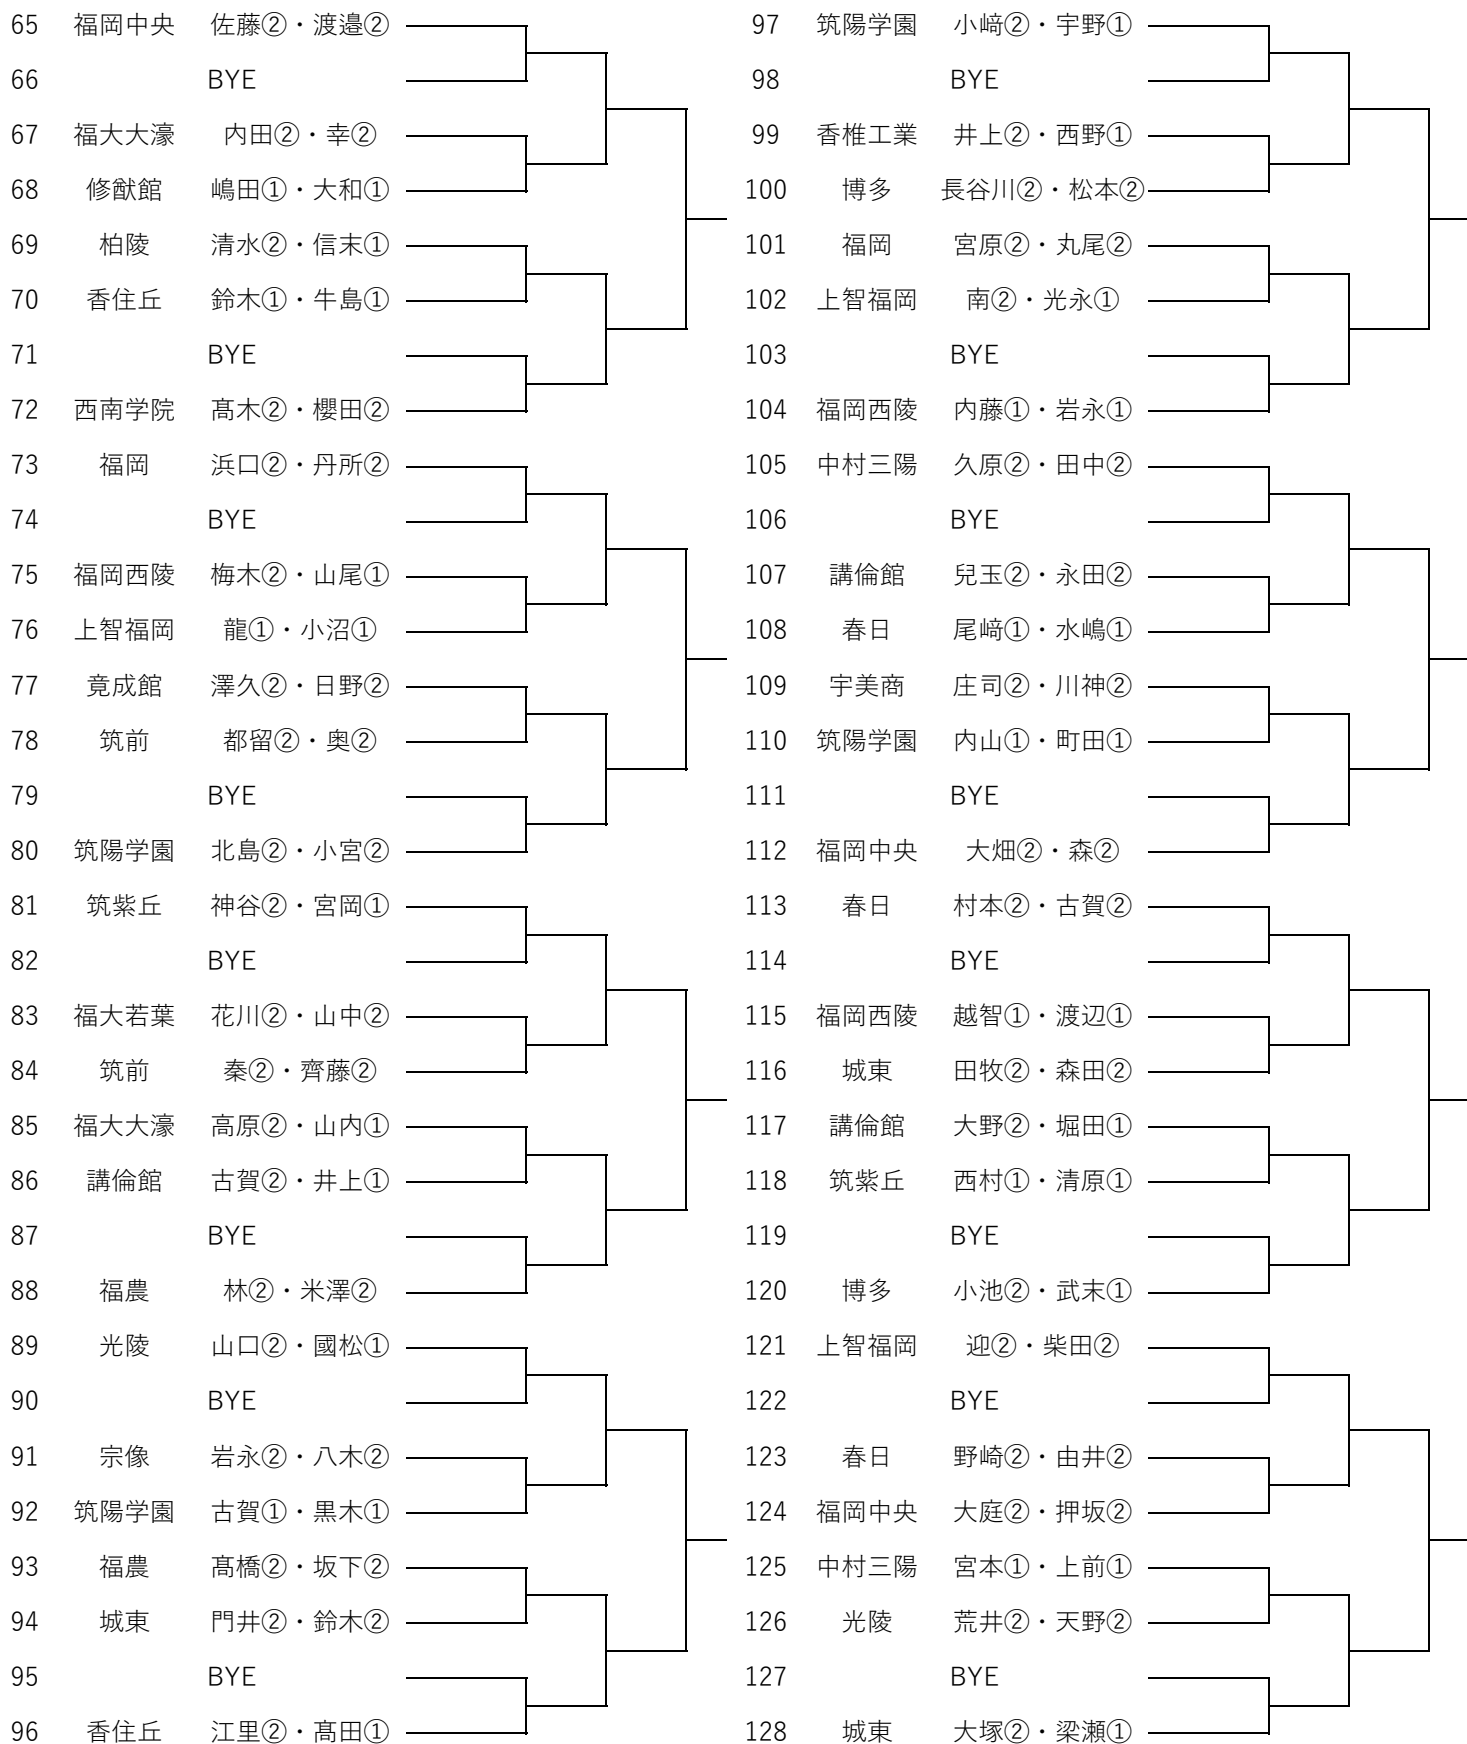 65 福岡中央 佐藤②・渡邉②
66 BYE
67 福大大濠 内田②・幸②
68 修猷館 嶋田①・大和①
69 柏陵 清水②・信末①
70 香住丘 鈴木①・牛島①
71 BYE
72 西南学院 髙木②・櫻田②
73 福岡 浜口②・丹所②
74 BYE
75 福岡西陵 梅木②・山尾①
76 上智福岡 龍①・小沼①
77 竟成館 澤久②・日野②
78 筑前 都留②・奥②
79 BYE
80 筑陽学園 北島②・小宮②
81 筑紫丘 神谷②・宮岡①
82 BYE
83 福大若葉 花川②・山中②
84 筑前 秦②・齊藤②
85 福大大濠 高原②・山内①
86 講倫館 古賀②・井上①
87 BYE
88 福農 林②・米澤②
89 光陵 山口②・國松①
90 BYE
91 宗像 岩永②・八木②
92 筑陽学園 古賀①・黒木①
93 福農 髙橋②・坂下②
94 城東 門井②・鈴木②
95 BYE
96 香住丘 江里②・髙田①
97 筑陽学園 小﨑②・宇野①
98 BYE
99 香椎工業 井上②・西野①
100 博多 長谷川②・松本②
101 福岡 宮原②・丸尾②
102 上智福岡 南②・光永①
103 BYE
104 福岡西陵 内藤①・岩永①
105 中村三陽 久原②・田中②
106 BYE
107 講倫館 兒玉②・永田②
108 春日 尾﨑①・水嶋①
109 宇美商 庄司②・川神②
110 筑陽学園 内山①・町田①
111 BYE
112 福岡中央 大畑②・森②
113 春日 村本②・古賀②
114 BYE
115 福岡西陵 越智①・渡辺①
116 城東 田牧②・森田②
117 講倫館 大野②・堀田①
118 筑紫丘 西村①・清原①
119 BYE
120 博多 小池②・武末①
121 上智福岡 迎②・柴田②
122 BYE
123 春日 野崎②・由井②
124 福岡中央 大庭②・押坂②
125 中村三陽 宮本①・上前①
126 光陵 荒井②・天野②
127 BYE
128 城東 大塚②・梁瀬①